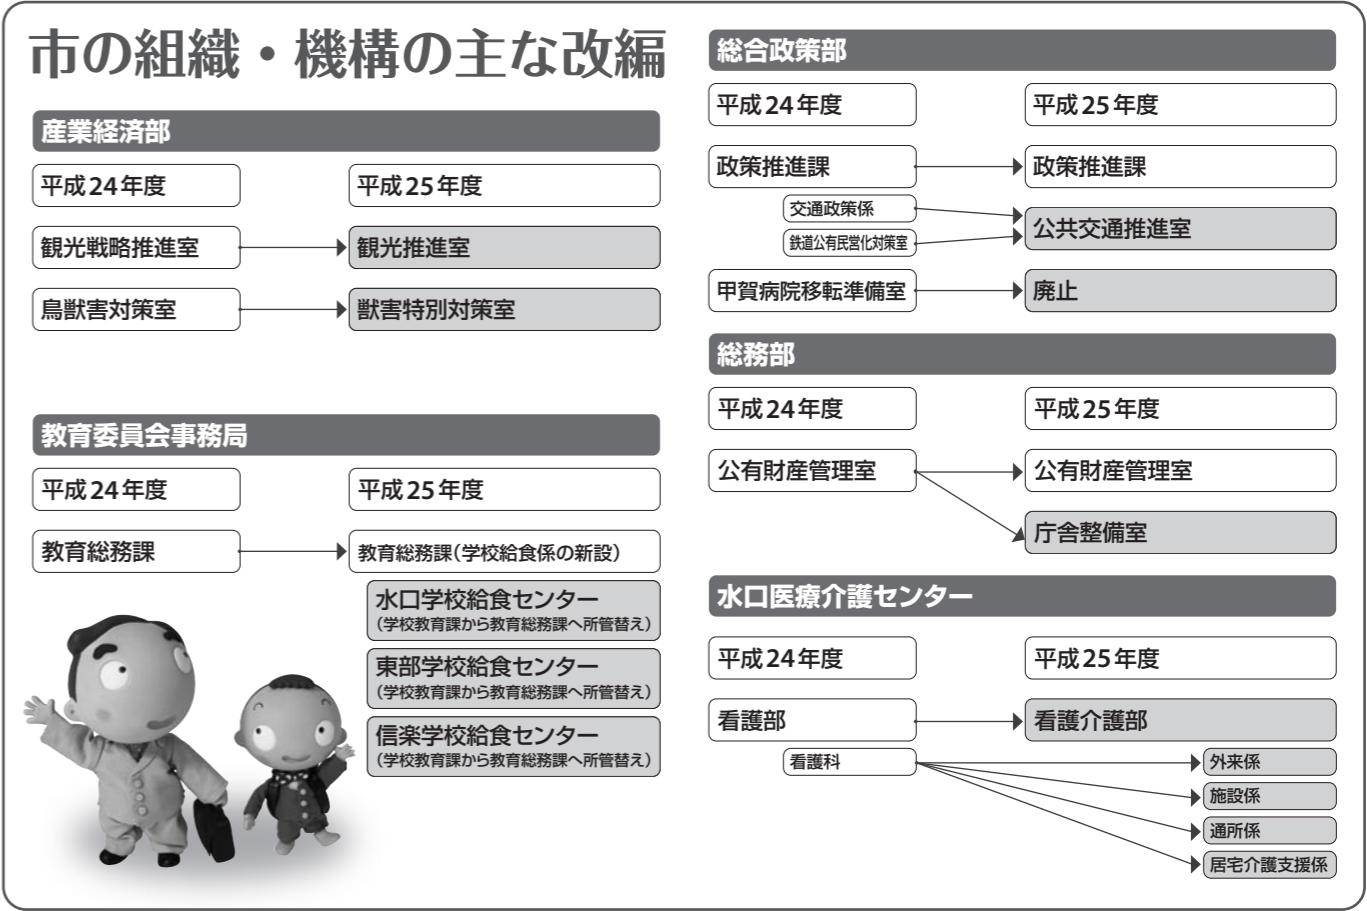 市の組織・機構の主な改編
産業経済部
平成24年度
平成25年度
観光戦略推進室
観光推進室
鳥獣害対策室
獣害特別対策室
教育委員会事務局
平成24年度
平成25年度
教育総務課
教育総務課（学校給食係の新設）
水口学校給食センター
（学校教育課から教育総務課へ所管替え）
東部学校給食センター
（学校教育課から教育総務課へ所管替え）
信楽学校給食センター
（学校教育課から教育総務課へ所管替え）
総合政策部
平成24年度
平成25年度
政策推進課
政策推進課
交通政策係
鉄道公有民営化対策室
公共交通推進室
甲賀病院移転準備室
廃止
総務部
平成24年度
平成25年度
公有財産管理室
公有財産管理室
庁舎整備室
水口医療介護センター
平成24年度
平成25年度
看護部
看護介護部
看護科
外来係
施設係
通所係
居宅介護支援係